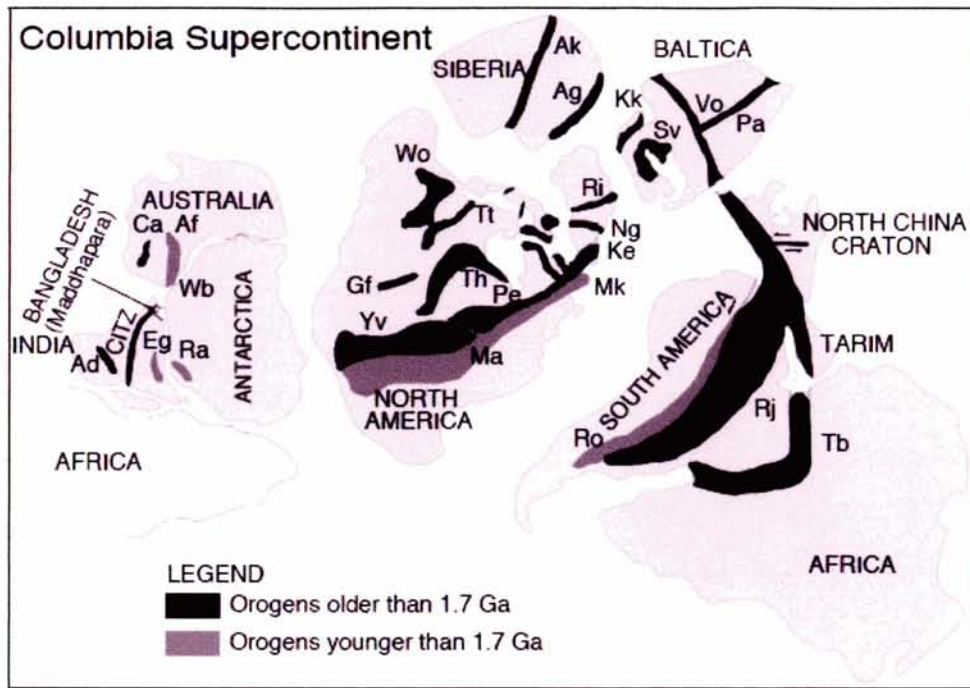 Columbia Supercontinent
SIBERIA
Ak
Ag
BALTICA
Kk
Vo
Sv
Pa
Wo
Tt
Ri
Ng
Ke
NORTH CHINA
CRATON
AUSTRALIA
Ca
Af
BANGLADESH
(Maddhapara)
Wb
Gf
Th
Pe
Mk
INDIA
CITZ
Ad
Eg
Ra
ANTARCTICA
Yv
Ma
NORTH
AMERICA
SOUTH AMERICA
TARIM
Ro
Rj
Tb
AFRICA
AFRICA
LEGEND
Orogens older than 1.7 Ga
Orogens younger than 1.7 Ga